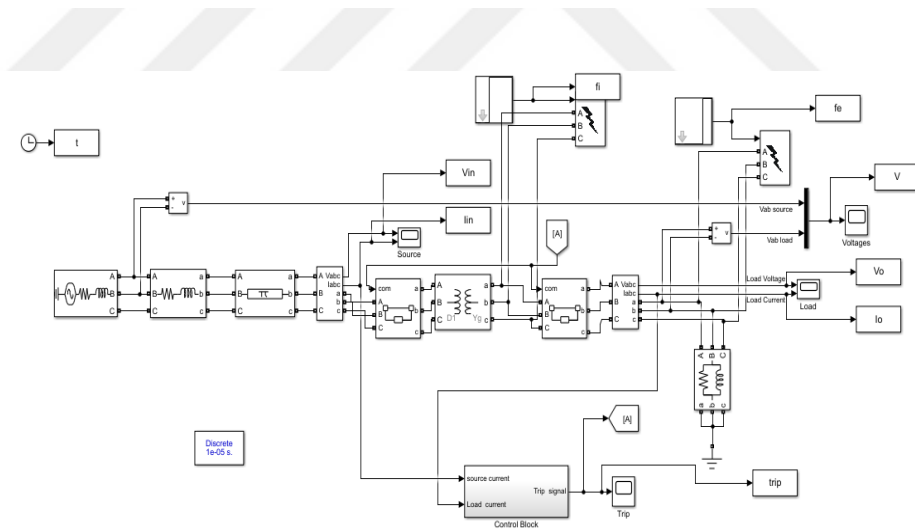 fi
fe
t
Vin
V
+
-
v
Vab source
Iin
Source
[A]
+
-
v
Vab load
Voltages
A
B
C
A
B
C
A
B
C
a
b
c
A
B
C
a
b
c
A
B
C
Vabc
Iabc
a
b
c
com
A
B
C
a
b
c
A
B
C
D1
Yg
a
b
c
com
A
B
C
a
b
c
A
B
C
Vabc
Iabc
a
b
c
Load Voltage
Load Current
Load
Vo
Io
A
B
C
a
b
c
A
B
C
a
b
c
Discrete
1e-05 s.
[A]
source current
Load current
Trip signal
Control Block
Trip
trip